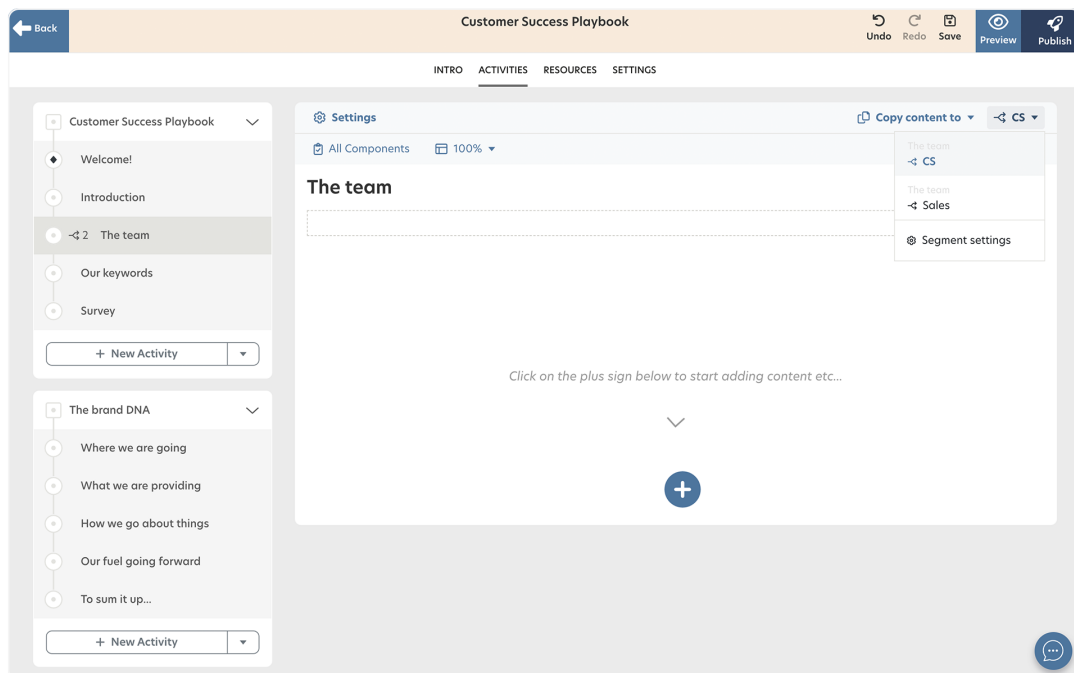 Back
Customer Success Playbook
Undo
Redo
Save
Preview
Publish
INTRO
ACTIVITIES
RESOURCES
SETTINGS
Customer Success Playbook
Welcome!
Introduction
2 The team
Our keywords
Survey
+ New Activity
The brand DNA
Where we are going
What we are providing
How we go about things
Our fuel going forward
To sum it up...
+ New Activity
Settings
Copy content to
CS
All Components
100%
The team
CS
The team
Sales
Segment settings
The team
Click on the plus sign below to start adding content etc...